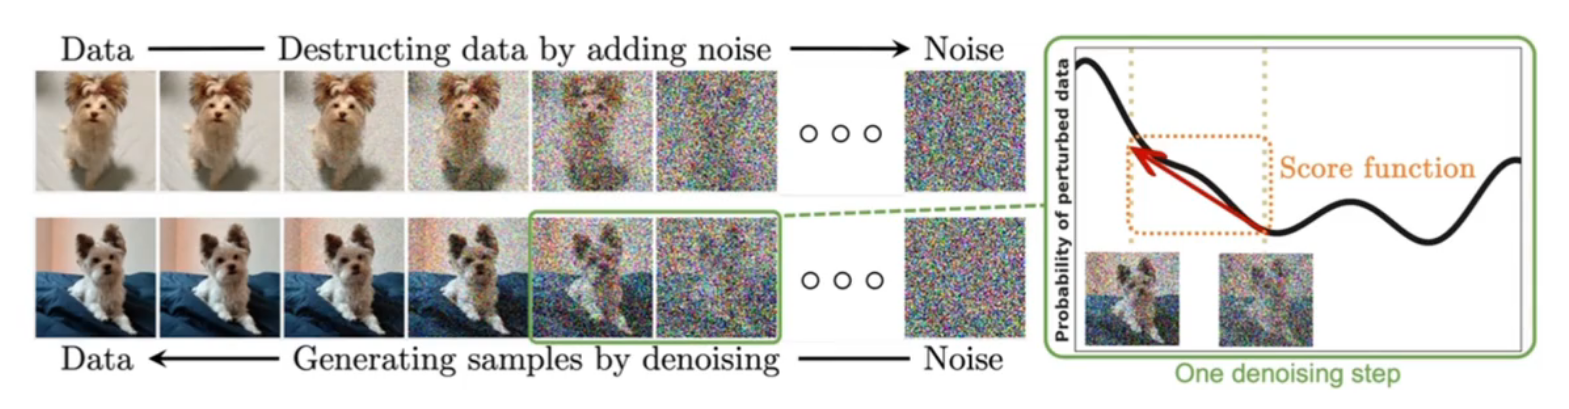 Data
Destructing data by adding noise
Noise
Data
Generating samples by denoising
Noise
Probability of perturbed data
Score function
One denoising step